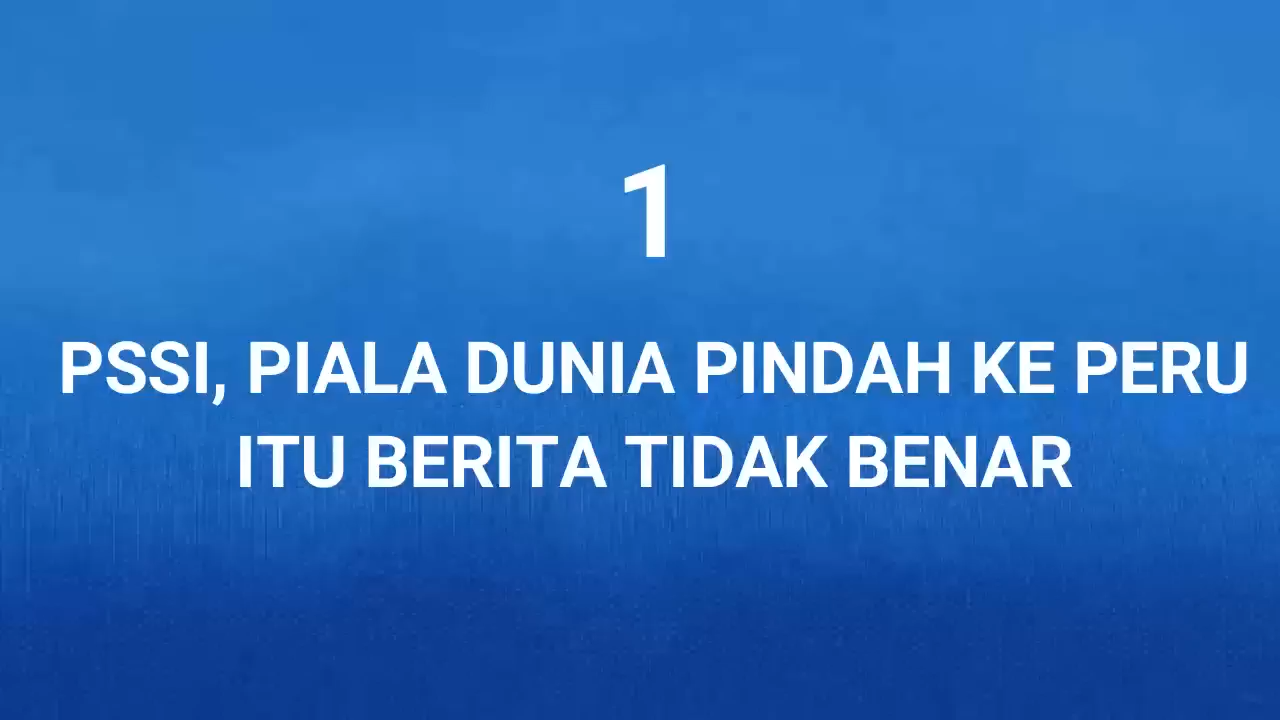 1
PSSI, PIALA DUNIA PINDAH KE PERU
ITU BERITA TIDAK BENAR